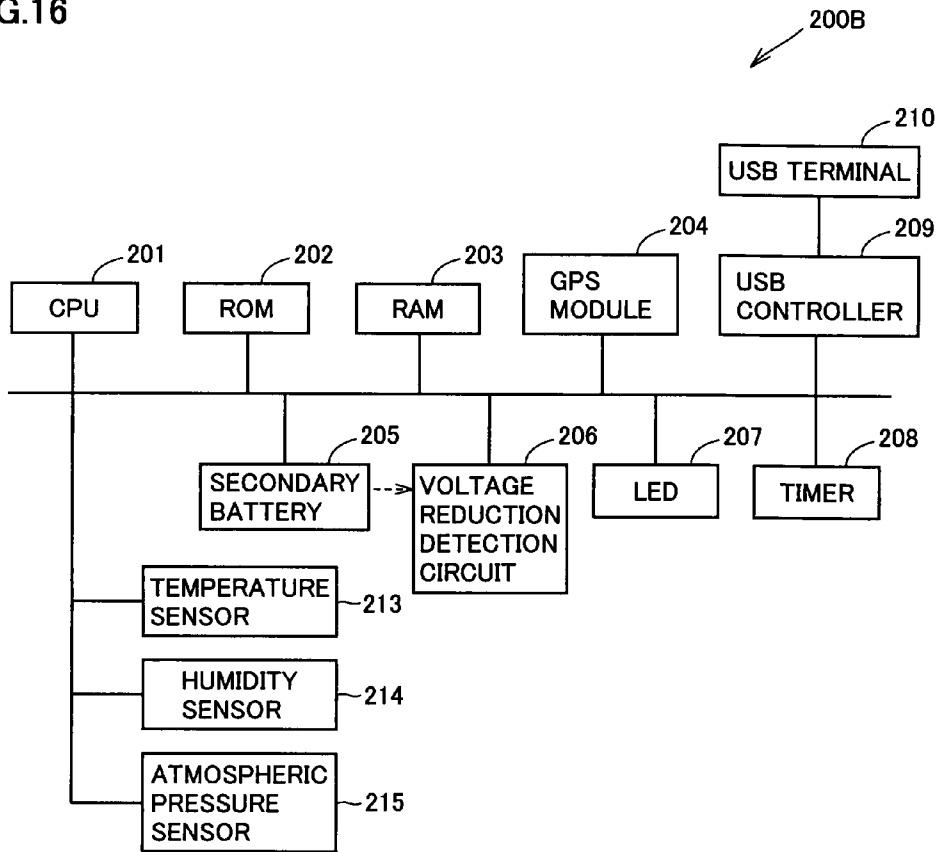 G.16
200B
210
USB TERMINAL
209
USB
CONTROLLER
204
GPS
MODULE
203
RAM
202
ROM
201
CPU
205
SECONDARY
BATTERY
206
VOLTAGE
REDUCTION
DETECTION
CIRCUIT
207
LED
208
TIMER
TEMPERATURE
SENSOR
213
HUMIDITY
SENSOR
214
ATMOSPHERIC
PRESSURE
SENSOR
215